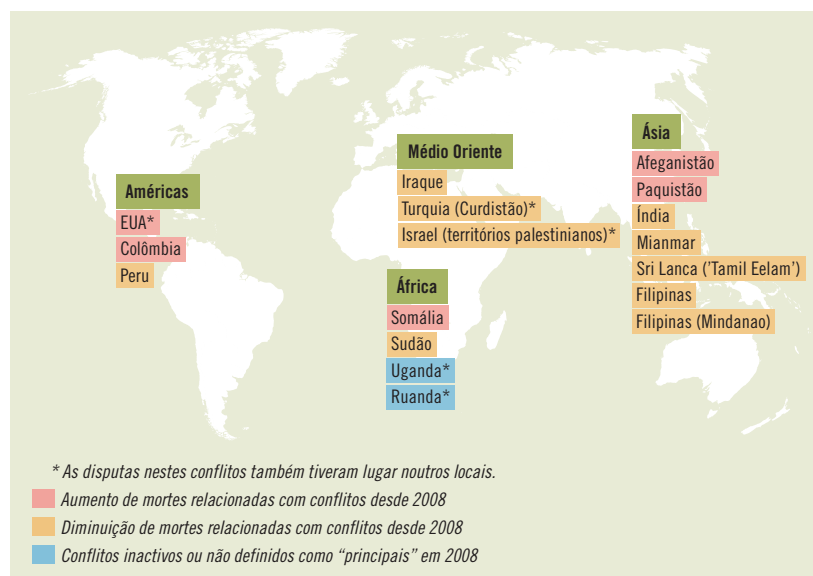 Américas
EUA*
Colômbia
Peru
Médio Oriente
Iraque
Turquia (Curdistão)*
Israel (territórios palestinianos)*
África
Somália
Sudão
Uganda*
Ruanda*
Ásia
Afeganistão
Paquistão
Índia
Mianmar
Sri Lanca ('Tamil Eelam')
Filipinas
Filipinas (Mindanao)
* As disputas nestes conflitos também tiveram lugar noutros locais.
Aumento de mortes relacionadas com conflitos desde 2008
Diminuição de mortes relacionadas com conflitos desde 2008
Conflitos inactivos ou não definidos como “principais” em 2008